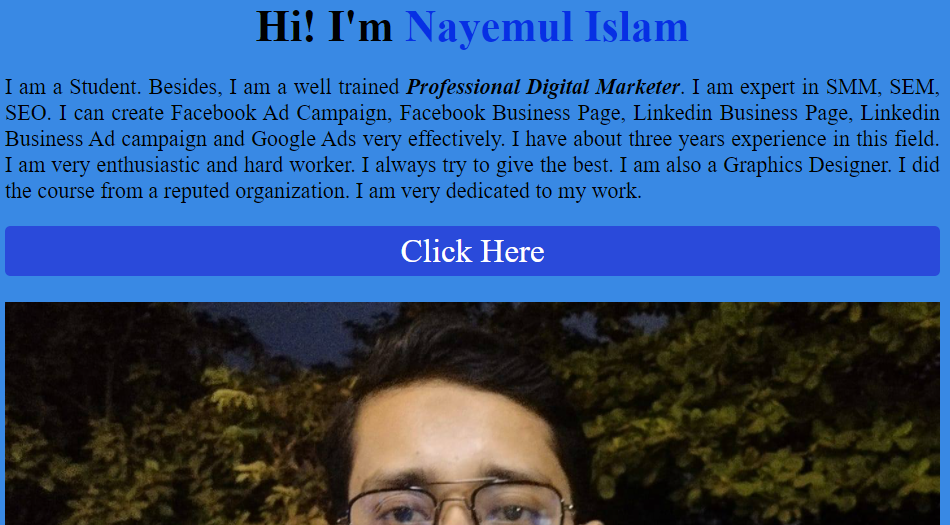 Hi! I'm Nayemul Islam
I am a Student. Besides, I am a well trained Professional Digital Marketer. I am expert in SMM, SEM,
SEO. I can create Facebook Ad Campaign, Facebook Business Page, Linkedin Business Page, Linkedin
Business Ad campaign and Google Ads very effectively. I have about three years experience in this field.
I am very enthusiastic and hard worker. I always try to give the best. I am also a Graphics Designer. I did
the course from a reputed organization. I am very dedicated to my work.
Click Here